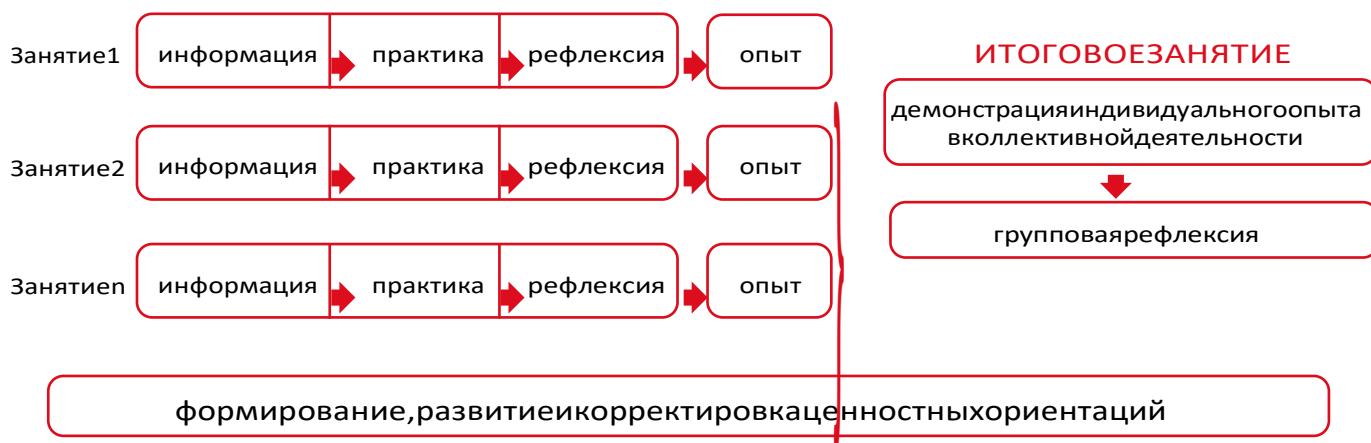 Занятие1 информация практика рефлексия опыт
Занятие2 информация практика рефлексия опыт
Занятиеn информация практика рефлексия опыт
ИТОГОВОЕЗАНЯТИЕ
демонстрацияиндивидуальногоопыта
вколлективнойдеятельности
групповаярефлексия
формирование,развитиеикорректировкаценностныхориентаций